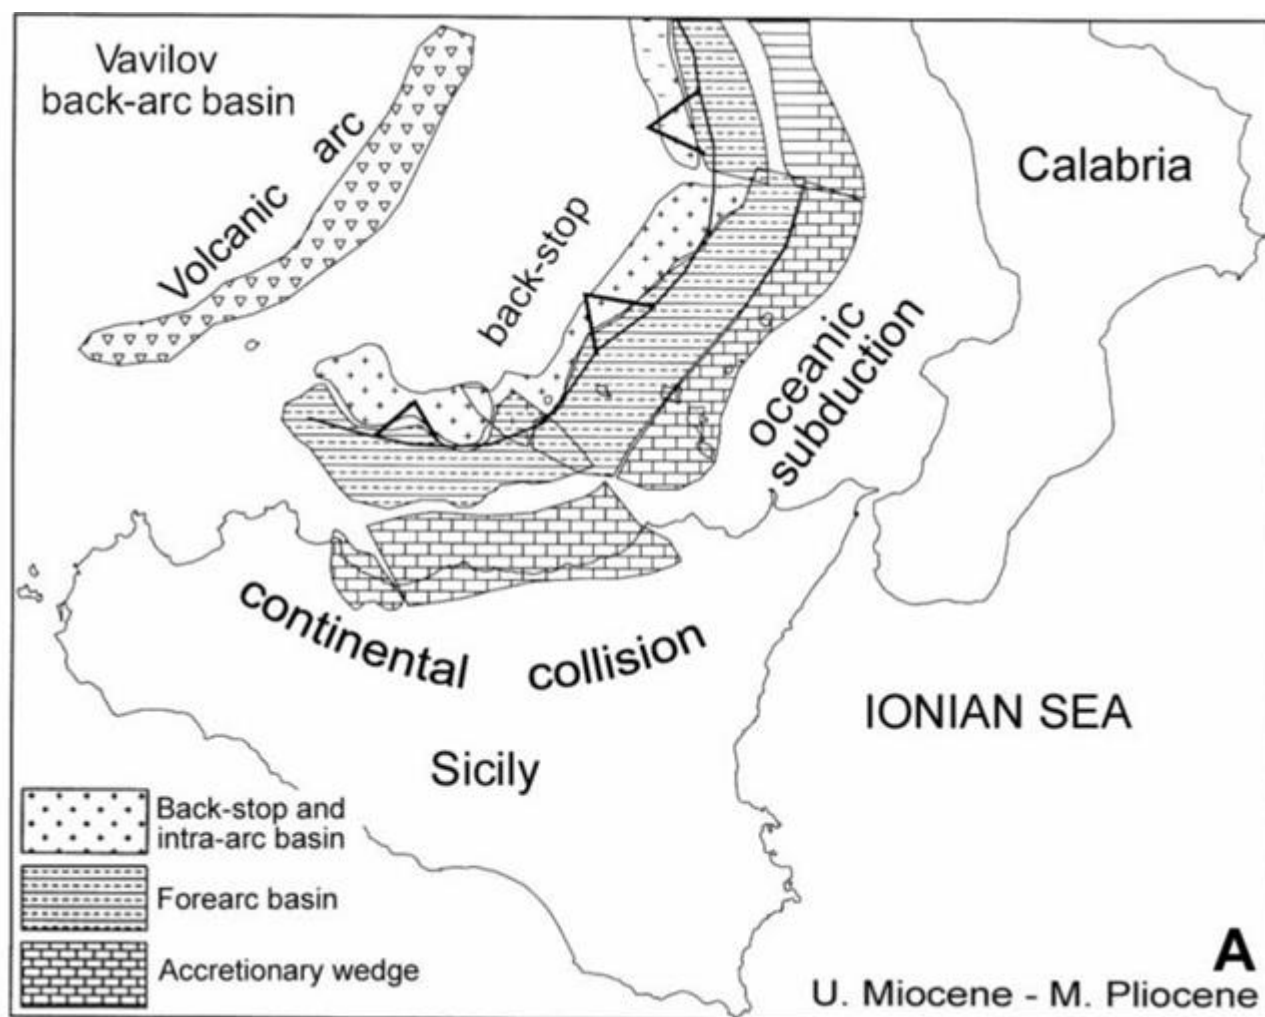 Vavilov
back-arc basin
Volcanic arc
back-stop
Calabria
oceanic
subduction
continental collision
IONIAN SEA
Sicily
Back-stop and
intra-arc basin
Forearc basin
Accretionary wedge
A
U. Miocene - M. Pliocene